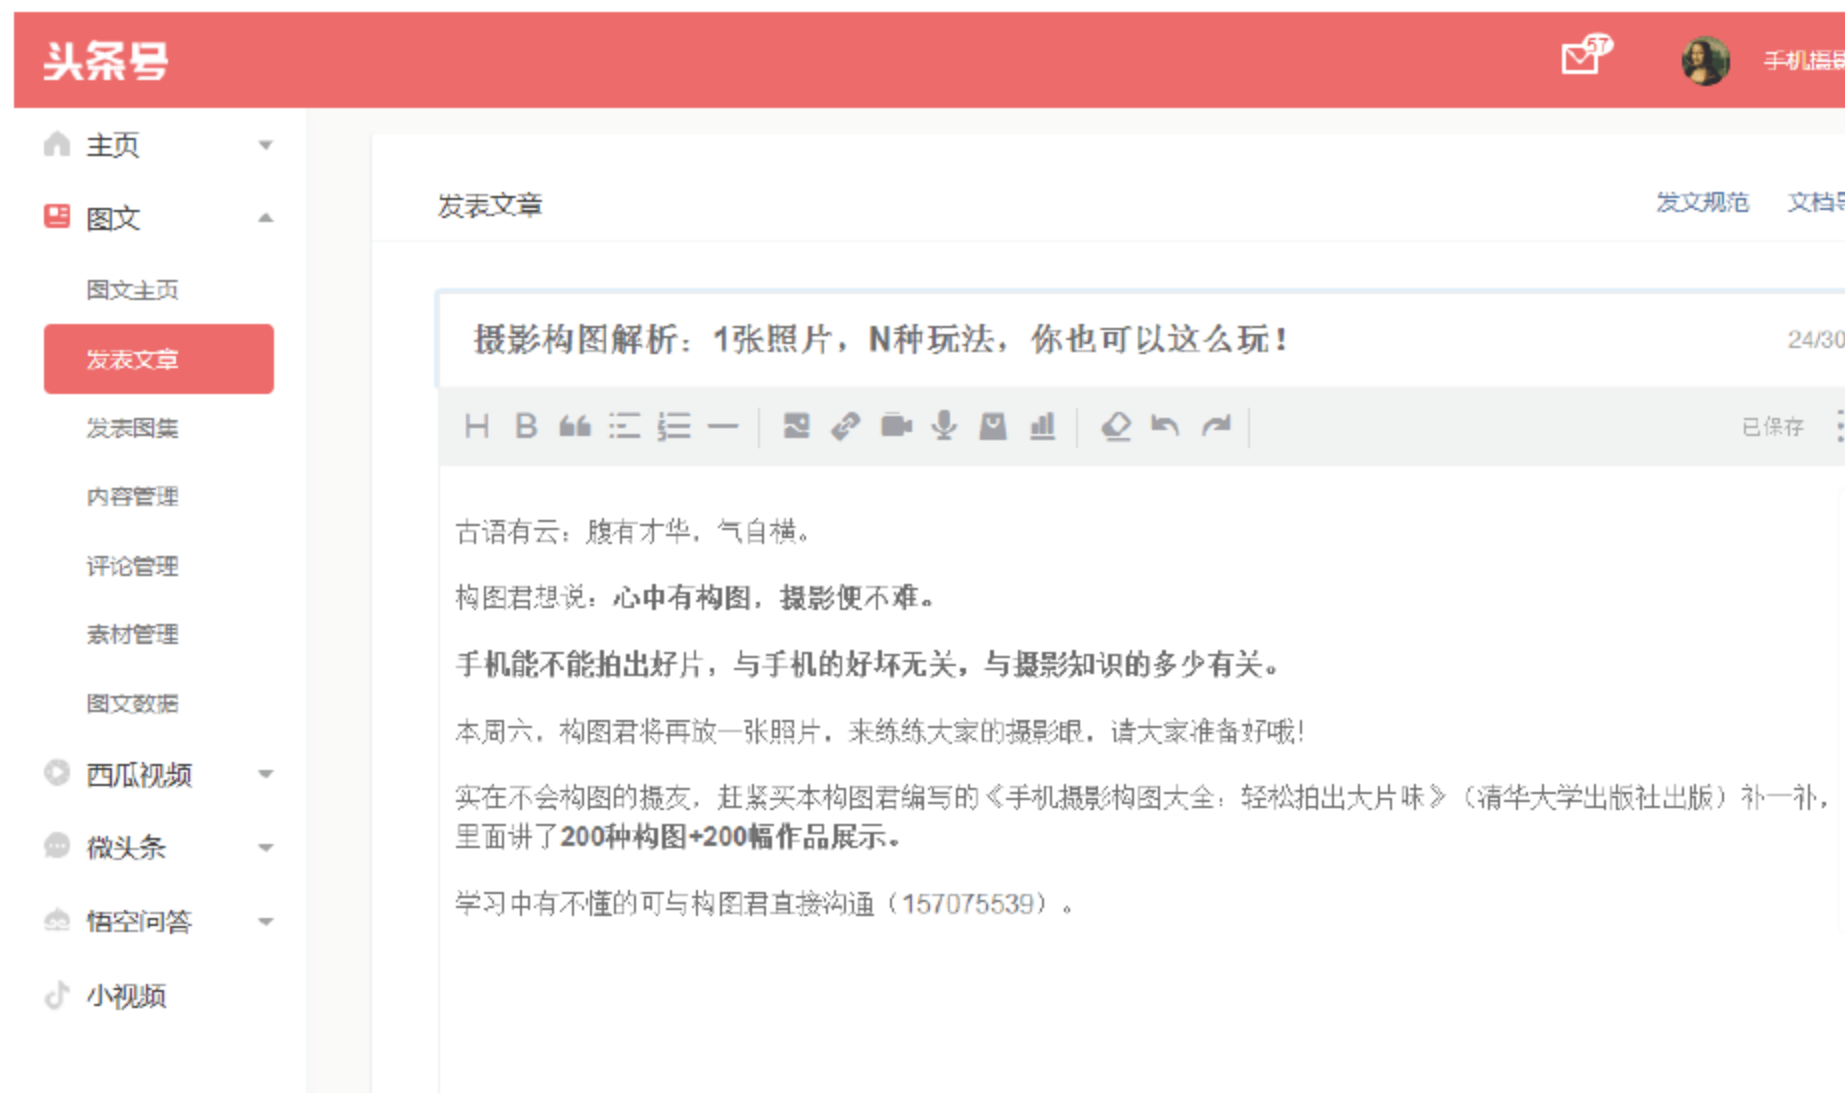 头条号
57
手机摄影
主页
图文
图文主页
发表文章
发表图集
内容管理
评论管理
素材管理
图文数据
西瓜视频
微头条
悟空问答
小视频
发表文章
发文规范
文档导
摄影构图解析：1张照片，N种玩法，你也可以这么玩！
24/30
H B
已保存
古语有云：腹有才华，气自横。
构图君想说：心中有构图，摄影便不难。
手机能不能拍出好片，与手机的好坏无关，与摄影知识的多少有关。
本周六，构图君将再放一张照片，来练练大家的摄影眼，请大家准备好哦！
实在不会构图的摄友，赶紧买本构图君编写的《手机摄影构图大全：轻松拍出大片味》（清华大学出版社出版）补一补，
里面讲了200种构图+200幅作品展示。
学习中有不懂的可与构图君直接沟通（157075539）。